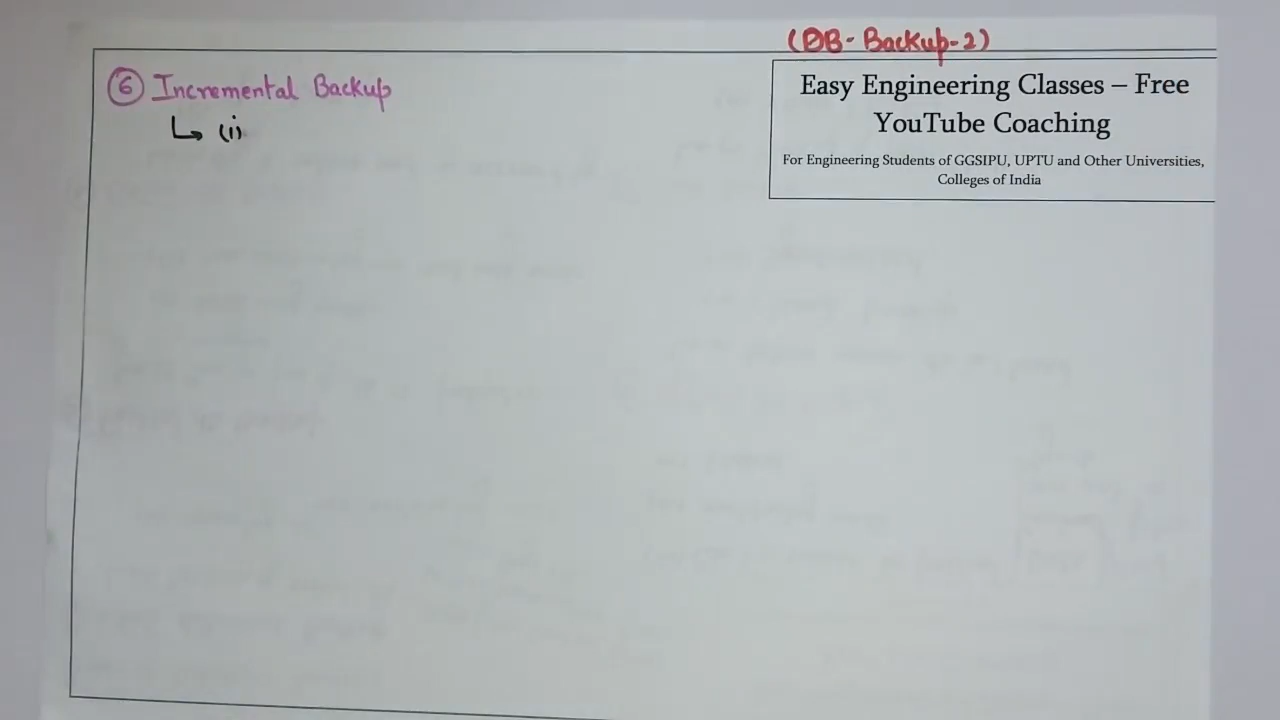 (DB-Backup-2)
Easy Engineering Classes – Free
YouTube Coaching
For Engineering Students of GGSIPU, UPTU and Other Universities,
Colleges of India
6 Incremental Backup
↳ (i)